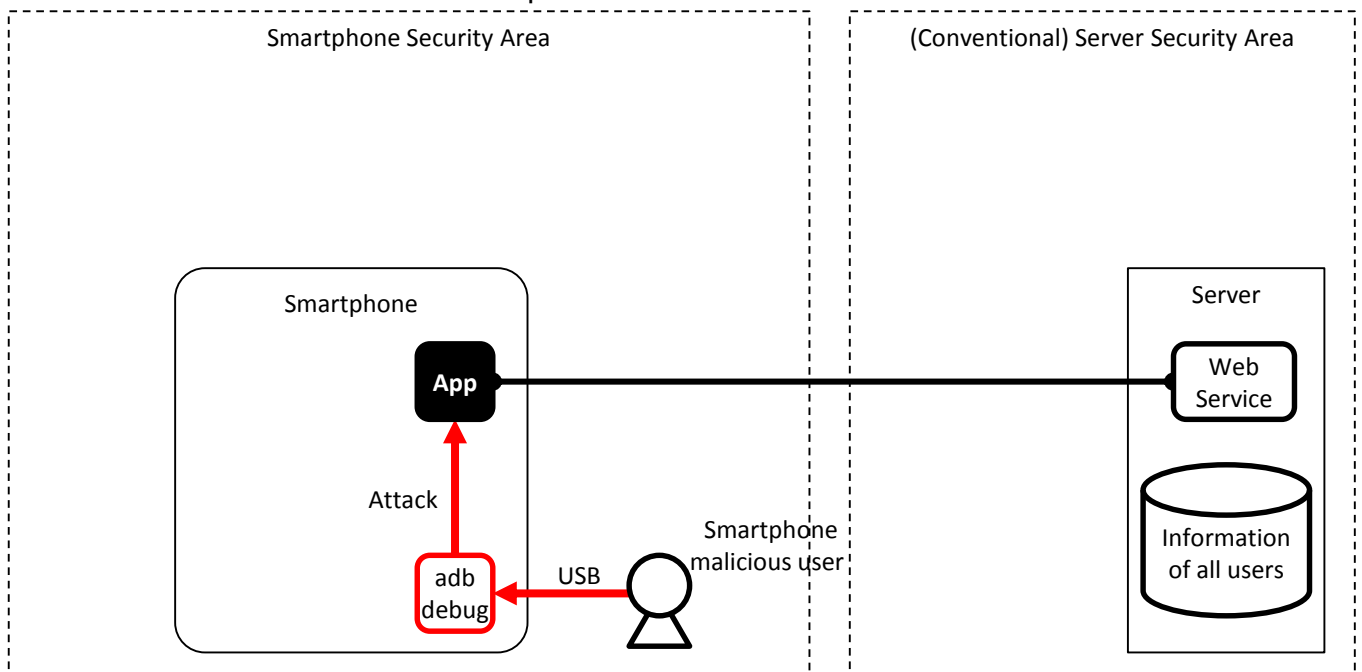 Smartphone Security Area
(Conventional) Server Security Area
Smartphone
App
Attack
adb
debug
USB
Smartphone
malicious user
Server
Web
Service
Information
of all users